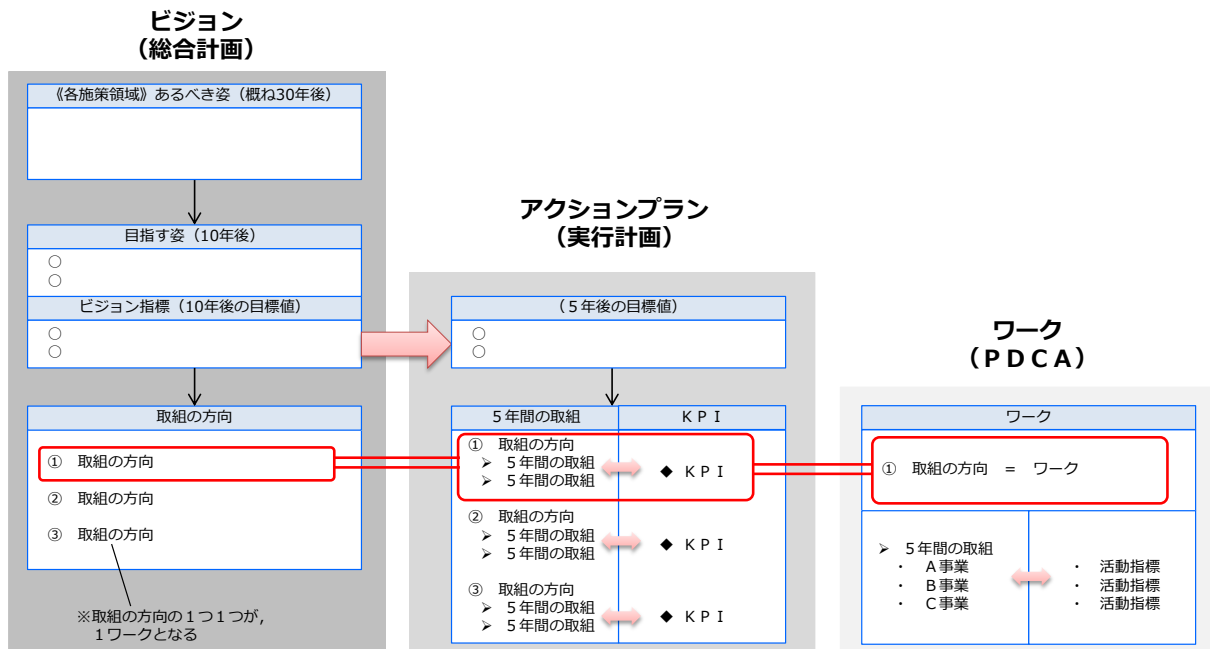 ビジョン
（総合計画）
《各施策領域》あるべき姿（概ね30年後）
目指す姿（10年後）
○
○
ビジョン指標（10年後の目標値）
○
○
取組の方向
①　取組の方向
②　取組の方向
③　取組の方向
※取組の方向の１つ１つが，
１ワークとなる
アクションプラン
（実行計画）
（５年後の目標値）
○
○
５年間の取組
ＫＰＩ
①　取組の方向
➢ ５年間の取組
➢ ５年間の取組
◆ ＫＰＩ
②　取組の方向
➢ ５年間の取組
➢ ５年間の取組
◆ ＫＰＩ
③　取組の方向
➢ ５年間の取組
➢ ５年間の取組
◆ ＫＰＩ
ワーク
（ＰＤＣＡ）
ワーク
①　取組の方向　＝　ワーク
➢ ５年間の取組
・　Ａ事業
・　Ｂ事業
・　Ｃ事業
・　活動指標
・　活動指標
・　活動指標